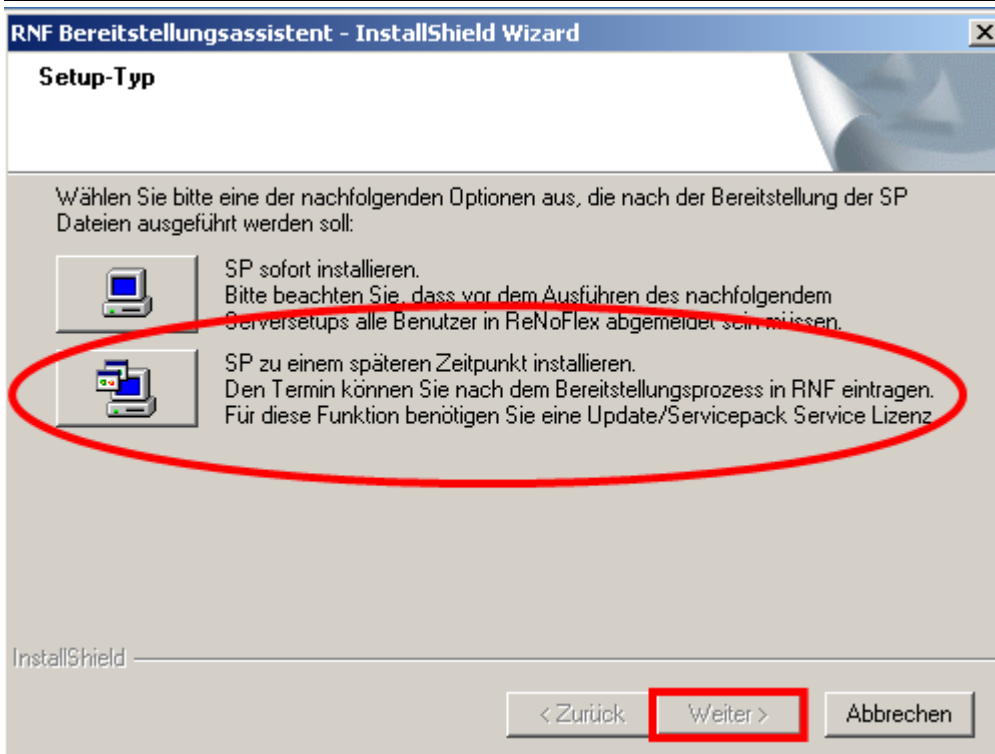 RNF Bereitstellungsassistent - InstallShield Wizard
Setup-Typ
Wählen Sie bitte eine der nachfolgenden Optionen aus, die nach der Bereitstellung der SP
Dateien ausgeführt werden soll:
SP sofort installieren.
Bitte beachten Sie, dass vor dem Ausführen des nachfolgendem
Serversetups alle Benutzer in ReNoFlex abgemeldet sein müssen.
SP zu einem späteren Zeitpunkt installieren.
Den Termin können Sie nach dem Bereitstellungsprozess in RNF eintragen.
Für diese Funktion benötigen Sie eine Update/Servicepack Service Lizenz
InstallShield
< Zurück
Weiter >
Abbrechen